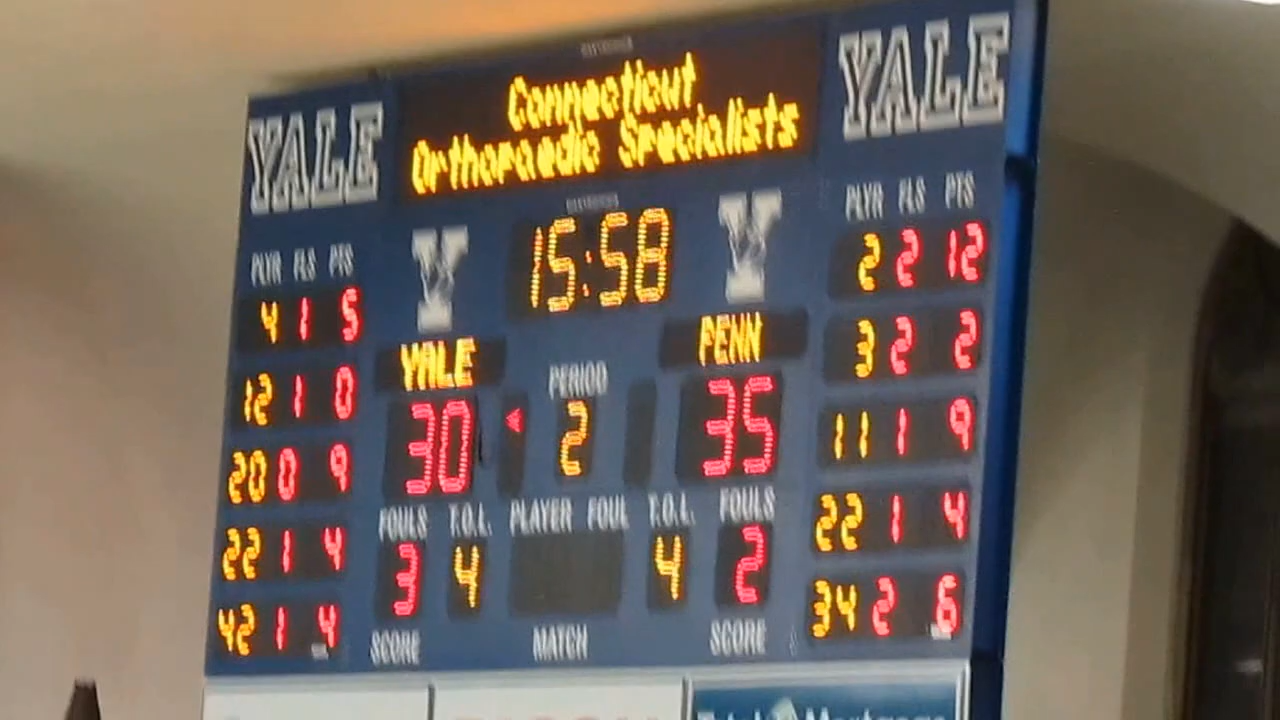 YALE
Connecticut
Orthopaedic Specialists
YALE
15:58
Y
Y
PLYR FLS PTS
4 1 5
12 1 0
20 0 9
22 1 4
42 1 4
YALE
30
PERIOD
2
PENN
35
FOULS T.O.L. PLAYER FOUL T.O.L. FOULS
3 4 4 2
SCORE MATCH SCORE
PLYR FLS PTS
2 2 12
3 2 2
11 1 9
22 1 4
34 2 6
Mortgage